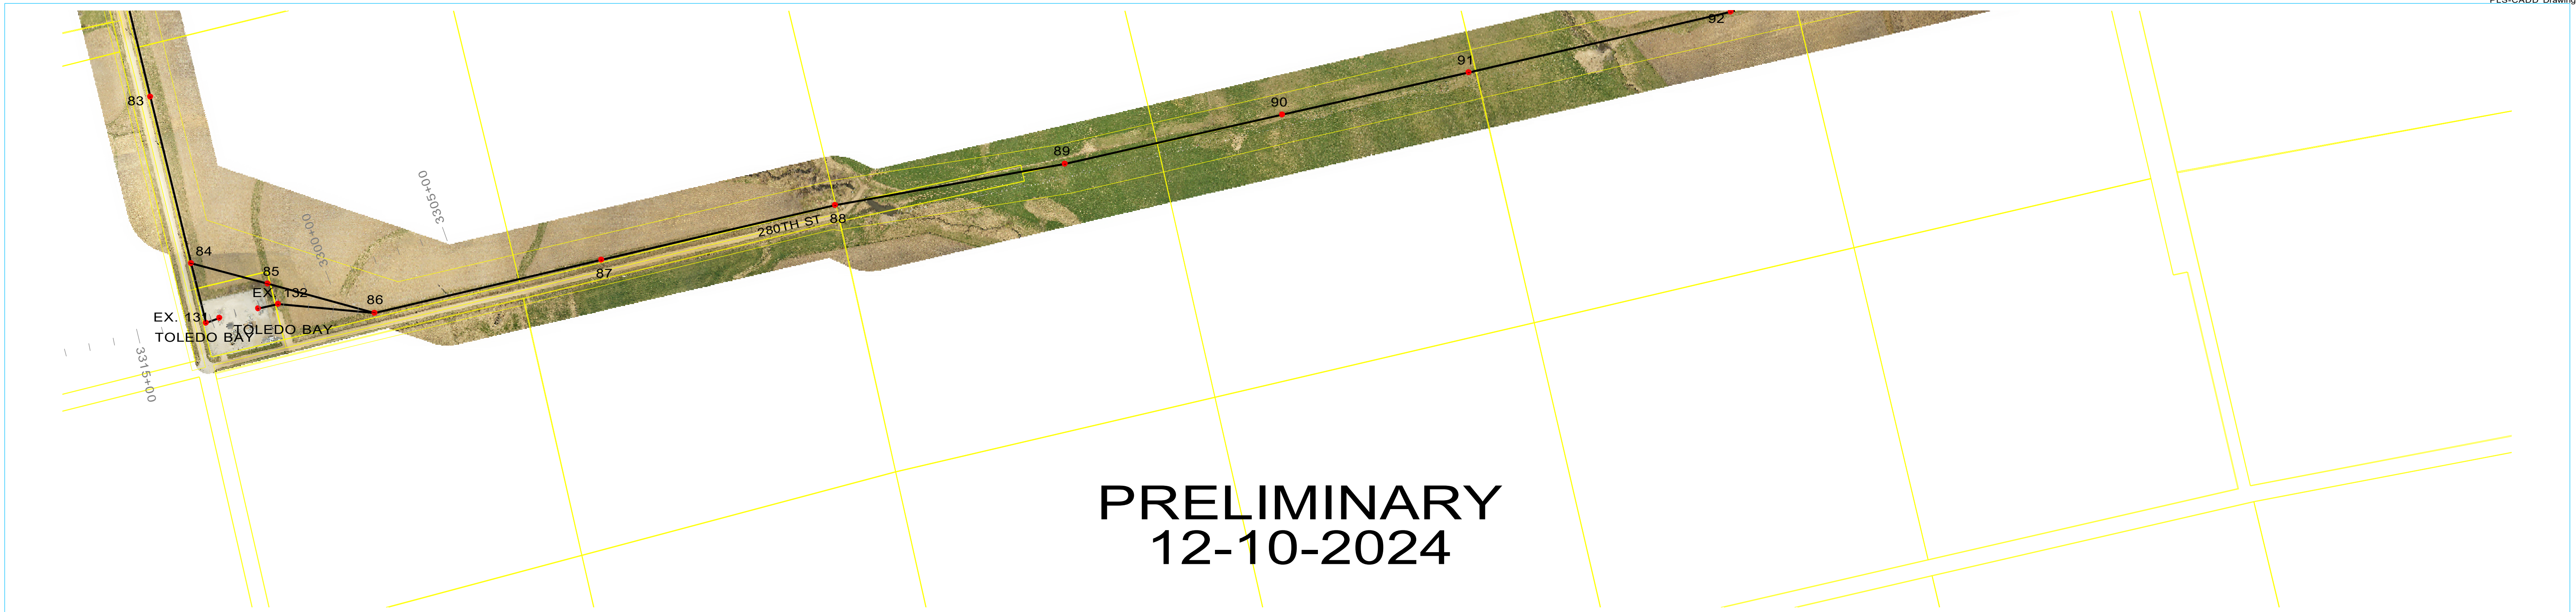 PLS-CADD Drawing
92
91
90
89
83
88
280TH ST
3305+00
3300+00
84
85
87
EX. 132
86
EX. 131
TOLEDO BAY
TOLEDO BAY
3315+00
PRELIMINARY
12-10-2024